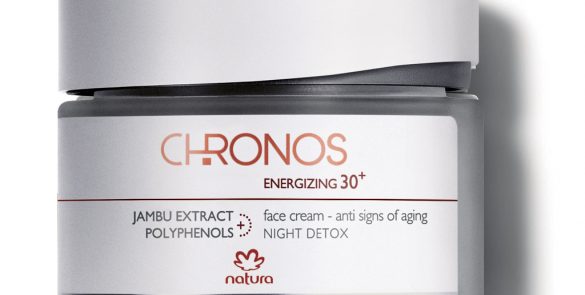 CHRONOS
ENERGIZING 30+
JAMBU EXTRACT + face cream - anti signs of aging
POLYPHENOLS NIGHT DETOX
natura